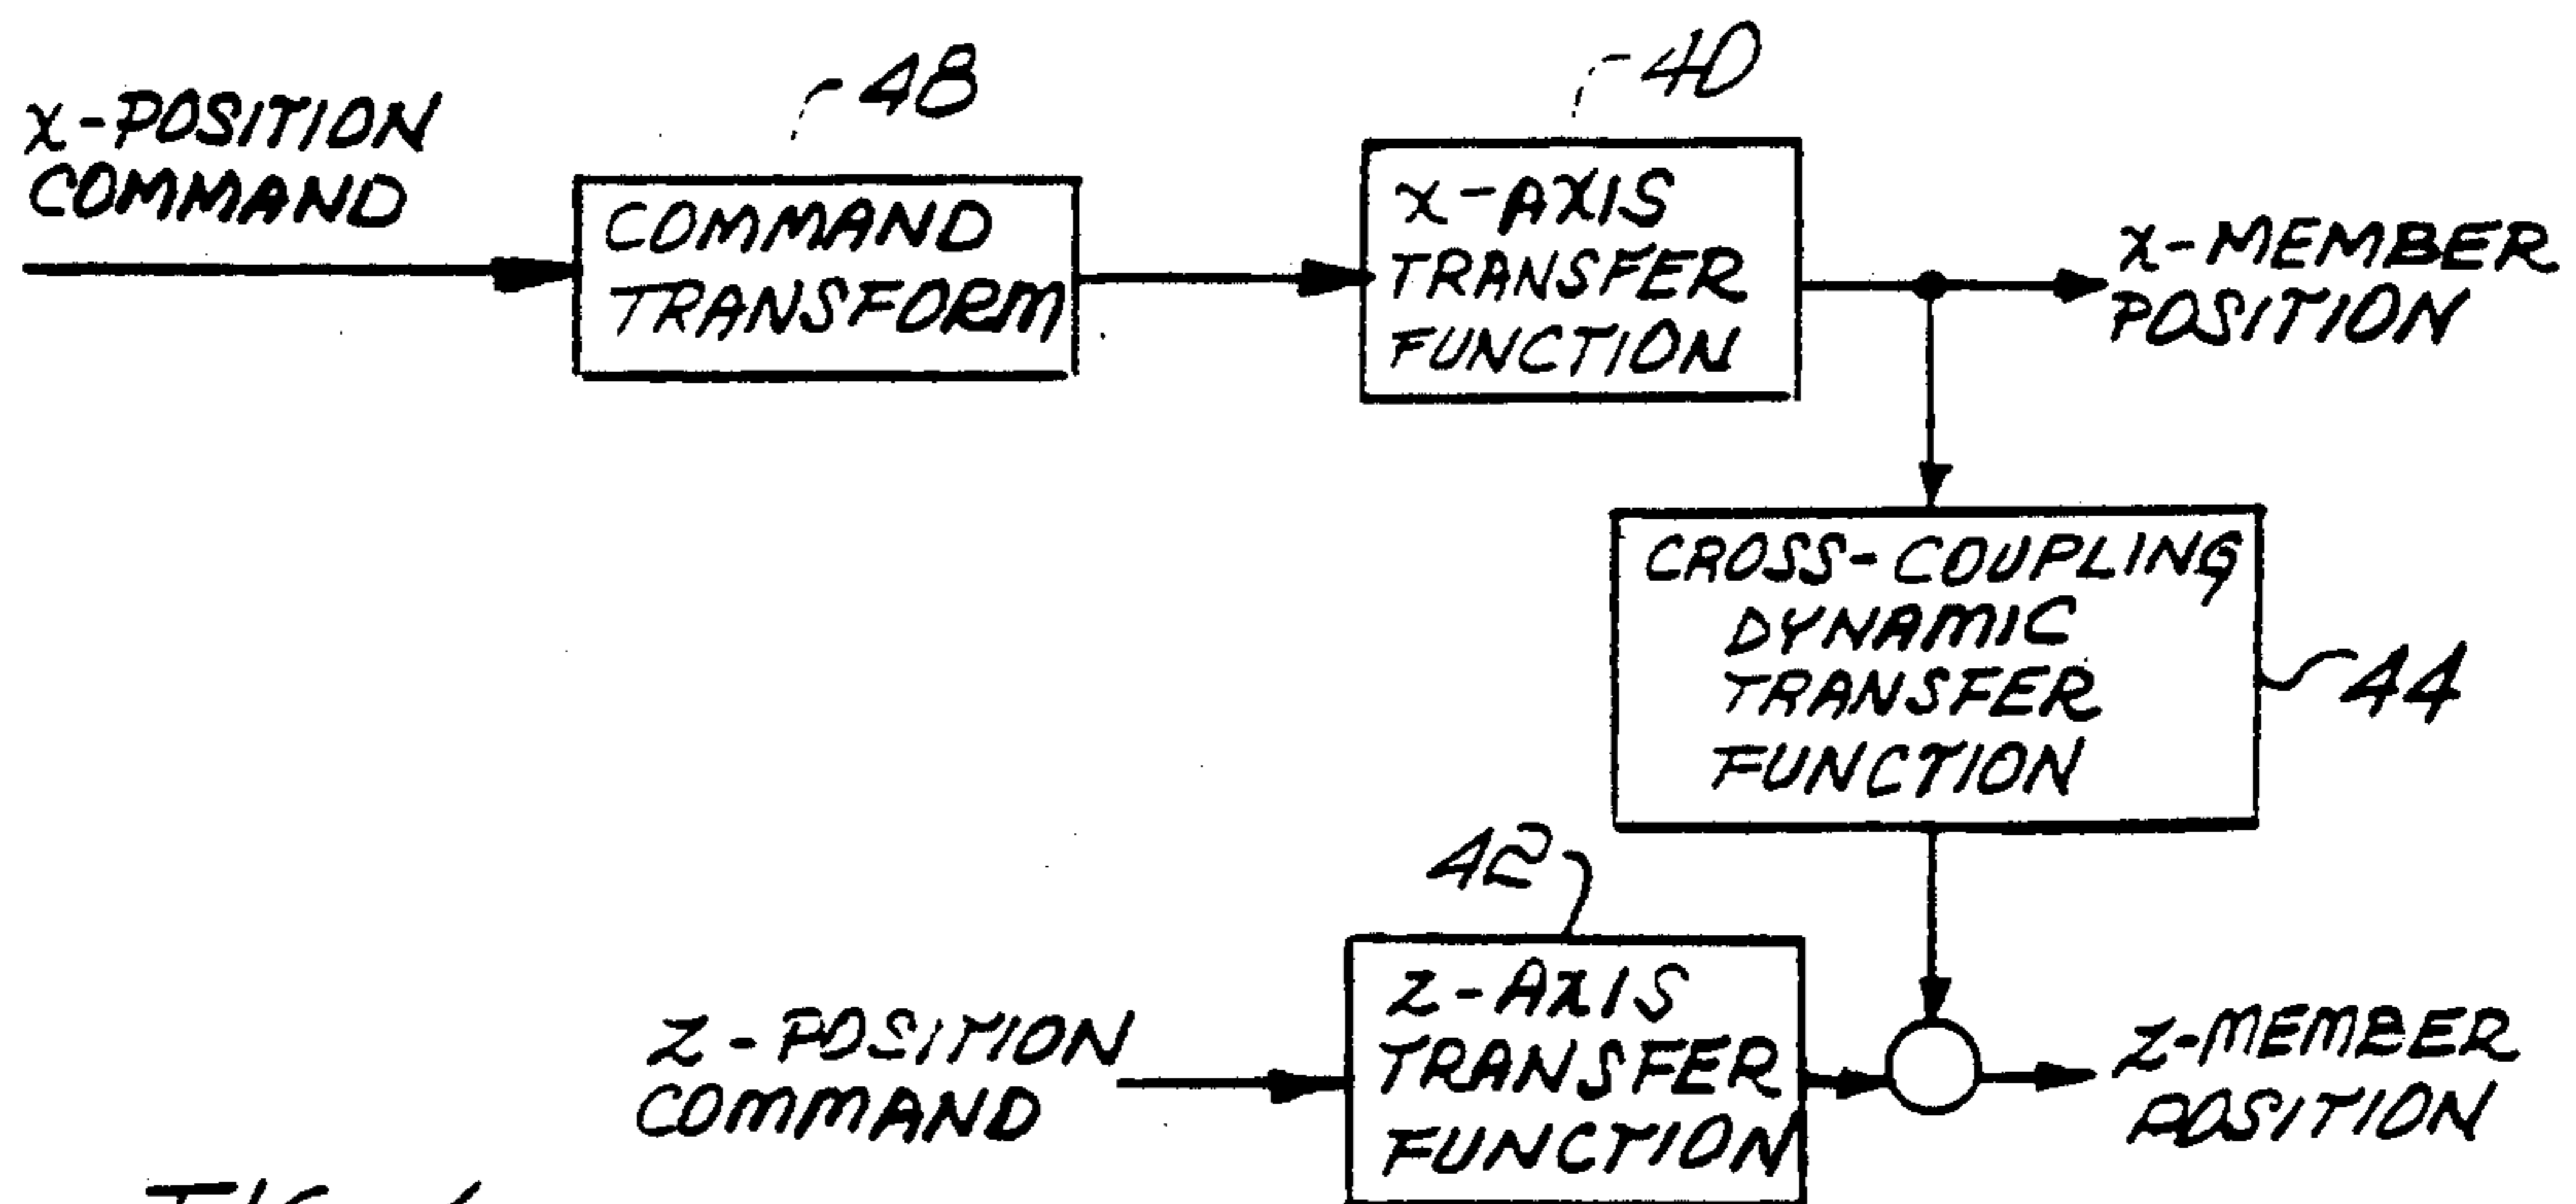 48
40
x-POSITION
COMMAND
COMMAND
TRANSFORM
x-AXIS
TRANSFER
FUNCTION
x-MEMBER
POSITION
CROSS-COUPLING
DYNAMIC
TRANSFER
FUNCTION
44
42
z-POSITION
COMMAND
z-AXIS
TRANSFER
FUNCTION
z-MEMBER
POSITION